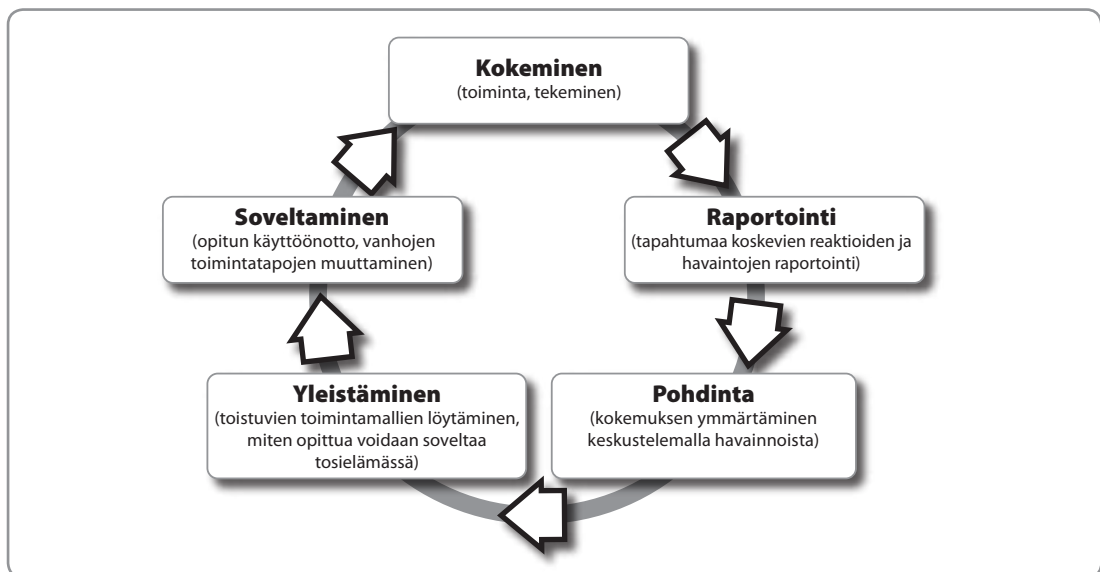 Kokeminen
(toiminta, tekeminen)
Raportointi
(tapahtumaa koskevien reaktioiden ja
havaintojen raportointi)
Pohdinta
(kokemuksen ymmärtäminen
keskustelemalla havainnoista)
Yleistäminen
(toistuvien toimintamallien löytäminen,
miten opittua voidaan soveltaa
tosielämässä)
Soveltaminen
(opitun käyttöönotto, vanhojen
toimintatapojen muuttaminen)